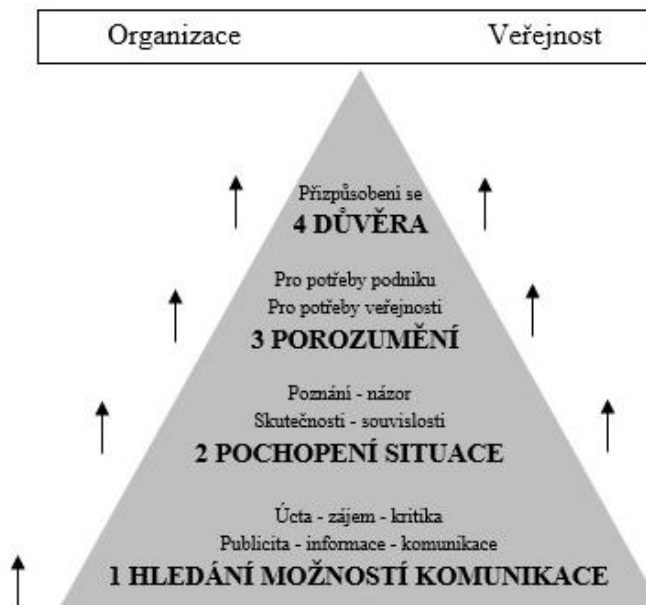 Organizace Veřejnost
Přizpůsobení se
4 DŮVĚRA
Pro potřeby podniku
Pro potřeby veřejnosti
3 POROZUMĚNÍ
Poznání - názor
Skutečnosti - souvislosti
2 POCHOPENÍ SITUACE
Úcta - zájem - kritika
Publicita - informace - komunikace
1 HLEDÁNÍ MOŽNOSTÍ KOMUNIKACE